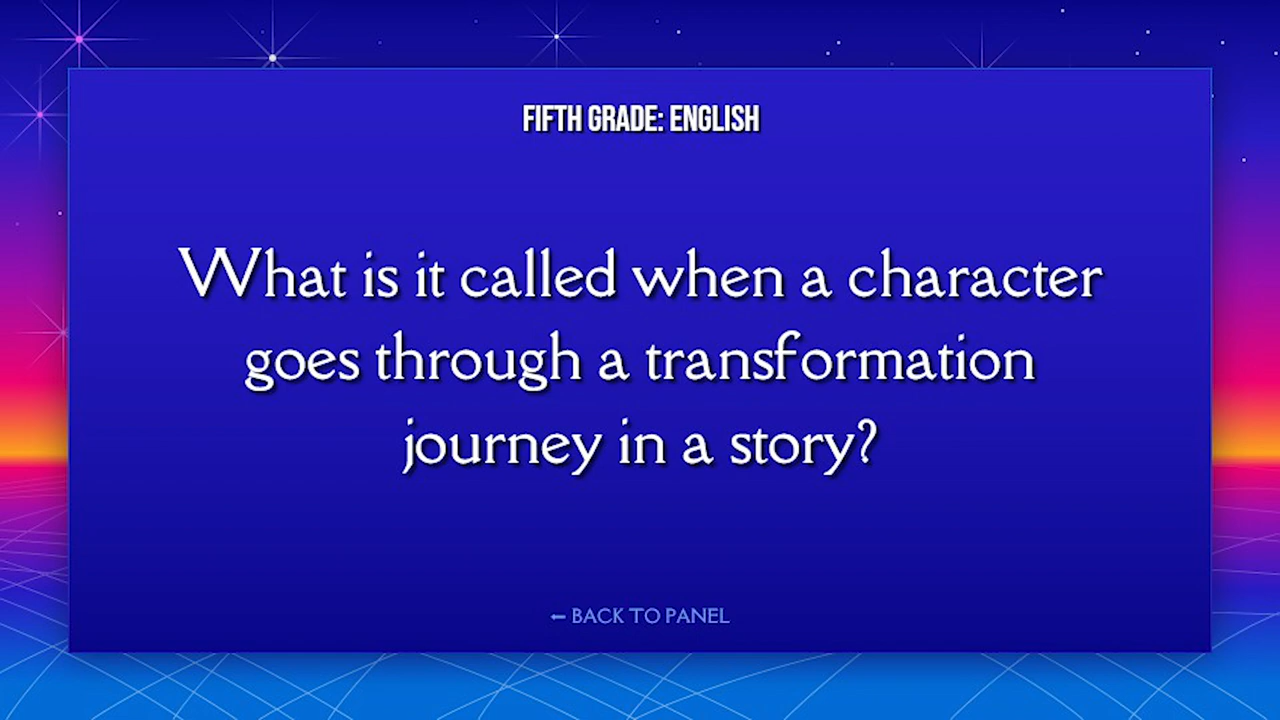 FIFTH GRADE: ENGLISH
What is it called when a character
goes through a transformation
journey in a story?
← BACK TO PANEL